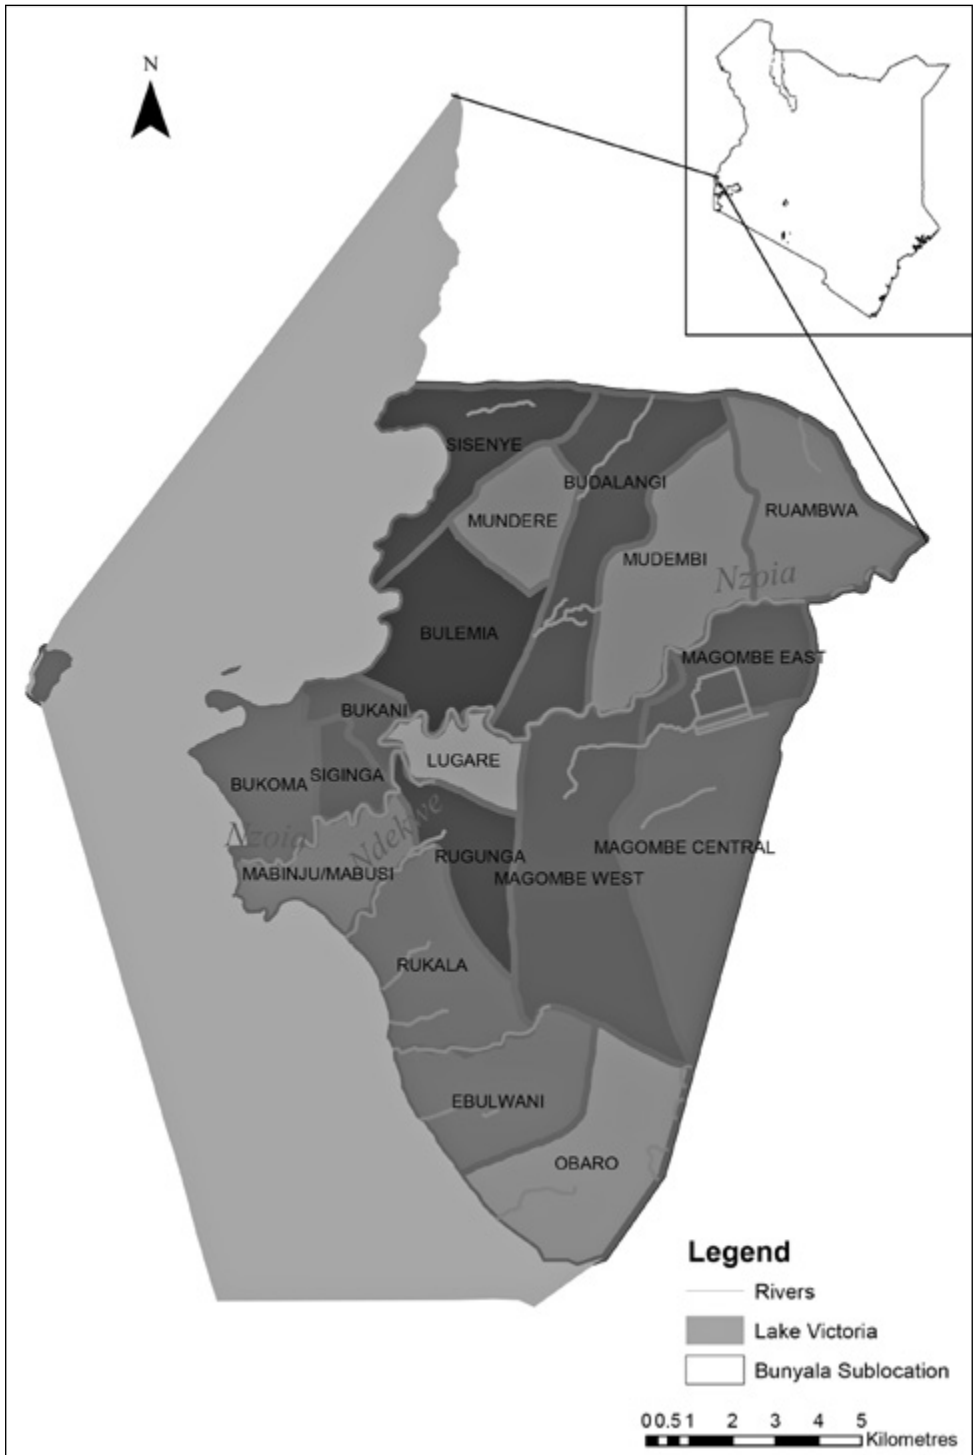 N
SISENYE
BUDALANGI
MUNDERE
RUAMBWA
MUDEMBI
Nzoia
BULEMIA
MAGOMBE EAST
BUKANI
LUGARE
SIGINGA
BUKOMA
Nzoia
Ndekwe
MAGOMBE CENTRAL
RUGUNGA
MABINJU/MABUSI
MAGOMBE WEST
RUKALA
EBULWANI
OBARO
Legend
Rivers
Lake Victoria
Bunyala Sublocation
0 0.5 1 2 3 4 5
Kilometres